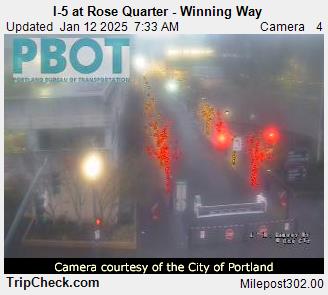 I-5 at Rose Quarter - Winning Way
Updated Jan 12 2025 7:33 AM Camera 4
PBOT
PORTLAND BUREAU OF TRANSPORTATION
Camera courtesy of the City of Portland
TripCheck.com Milepost302.00